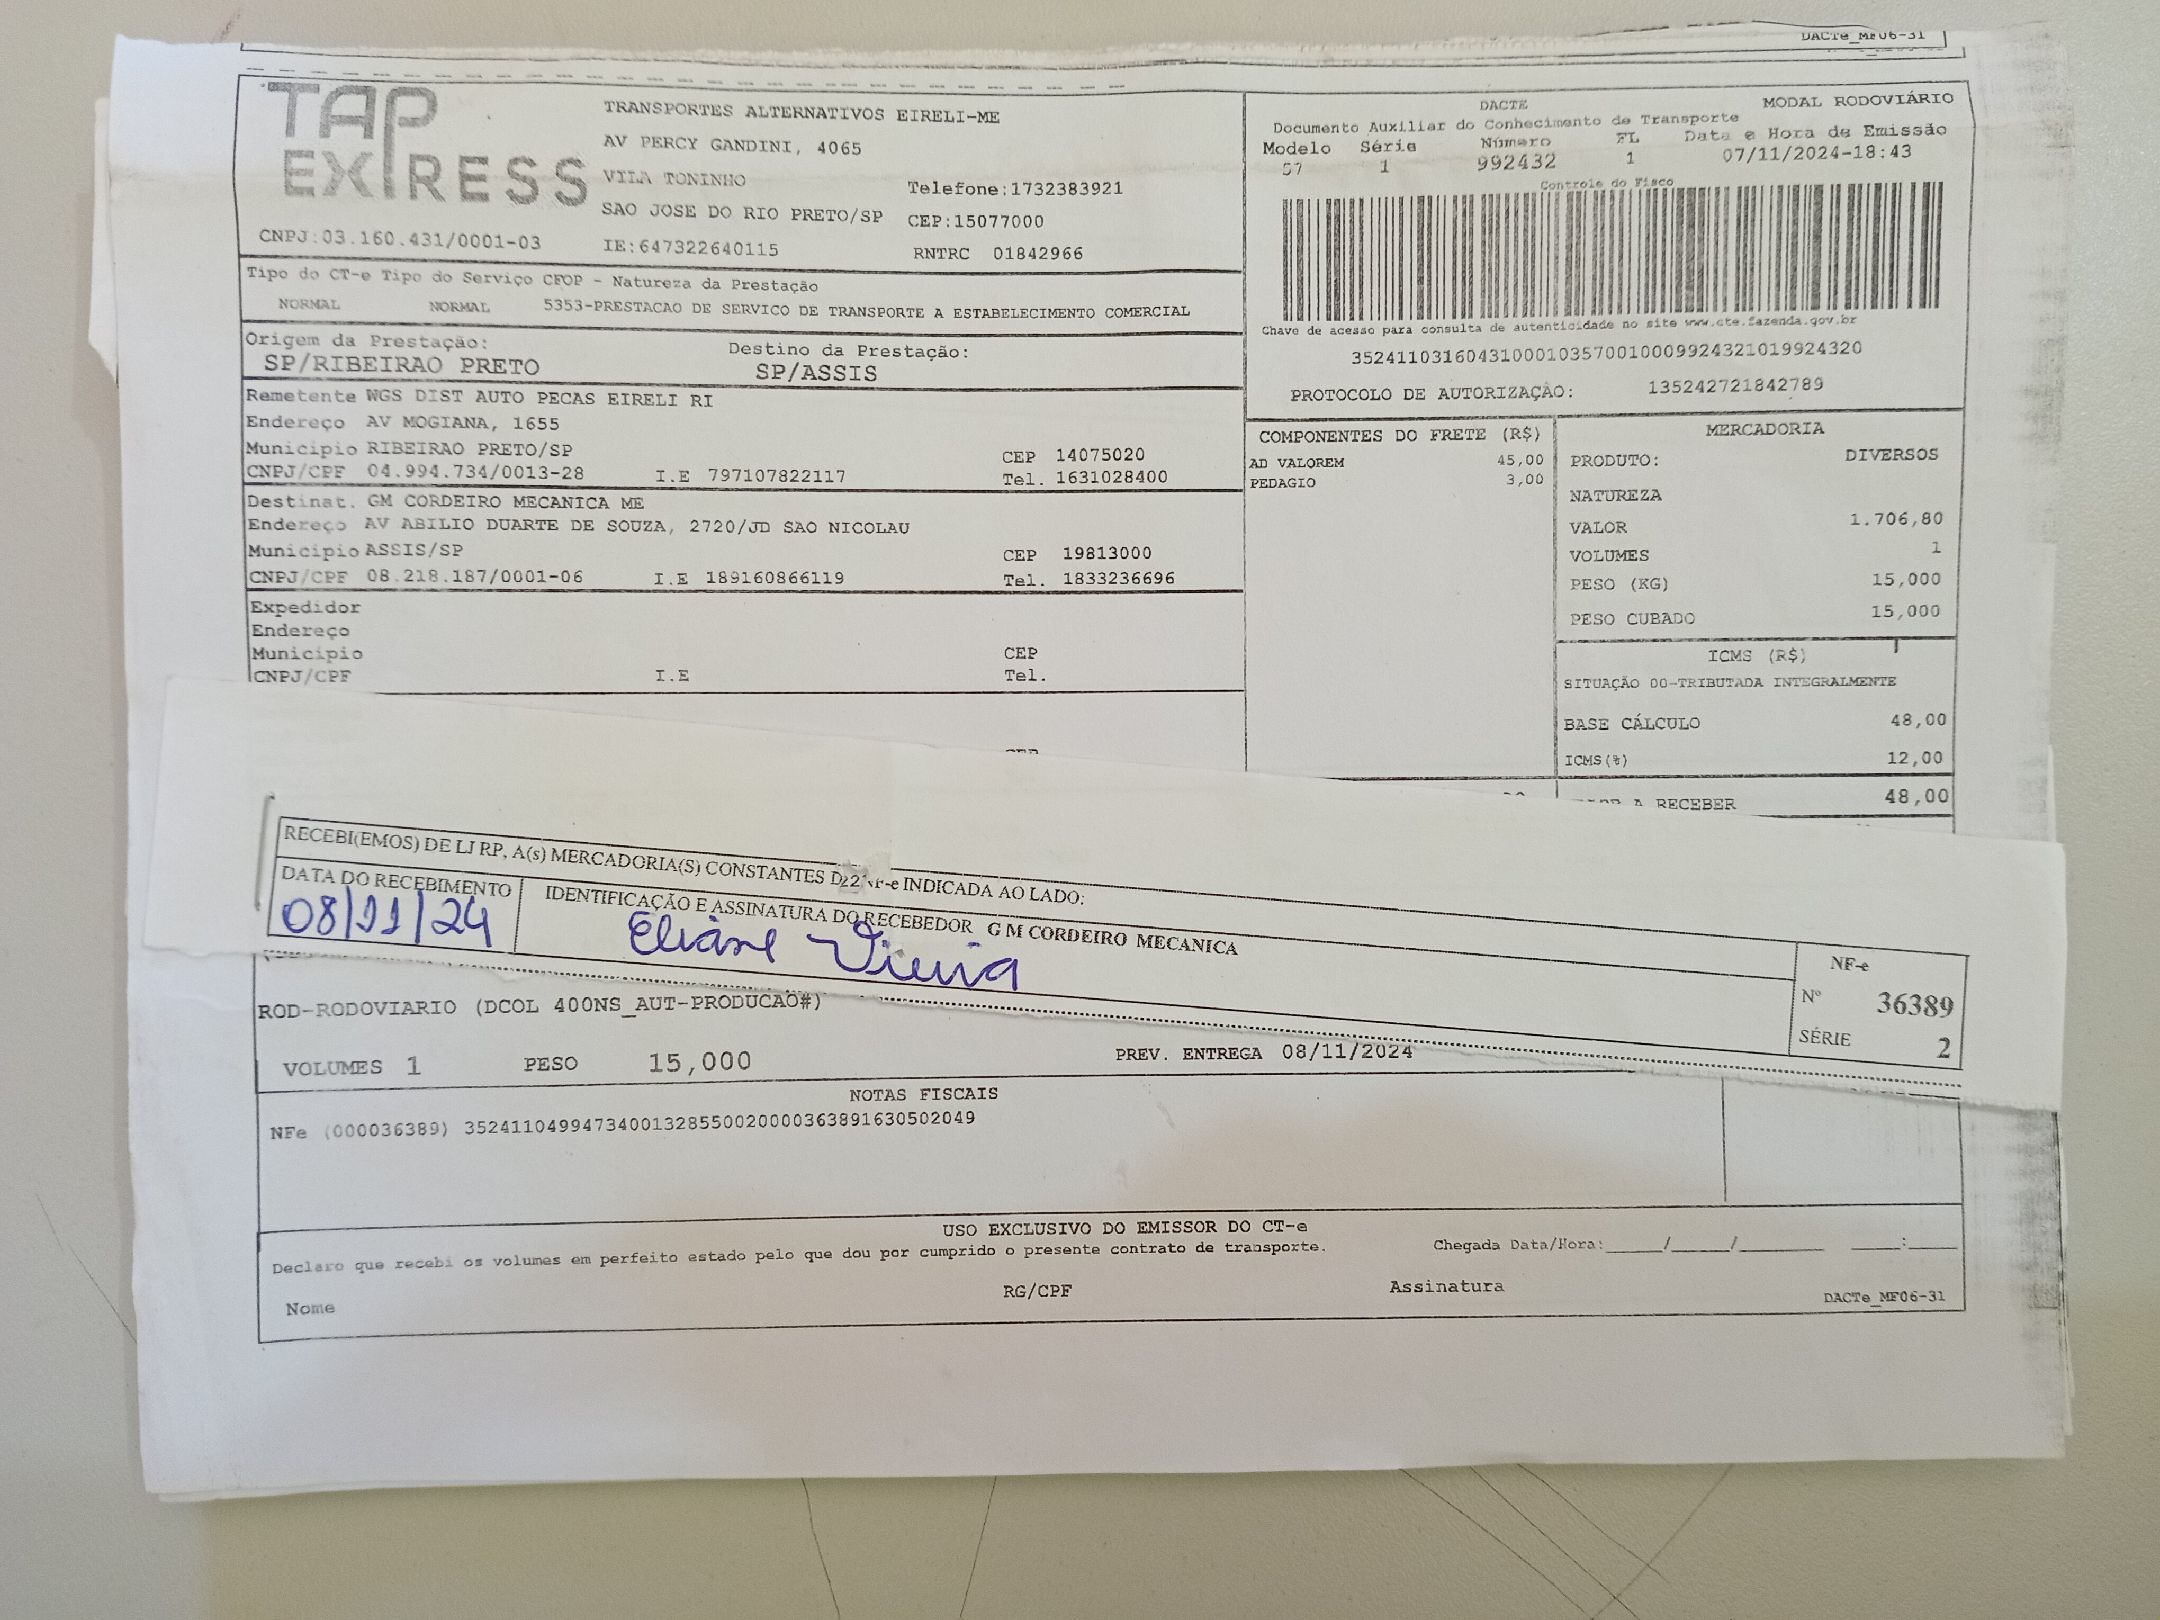 DACTe_MF06-31
TAP EXPRESS
TRANSPORTES ALTERNATIVOS EIRELI-ME
AV PERCY GANDINI, 4065
VILA TONINHO Telefone:1732383921
SAO JOSE DO RIO PRETO/SP CEP:15077000
CNPJ:03.160.431/0001-03 IE:647322640115 RNTRC 01842966
DACTE MODAL RODOVIÁRIO
Documento Auxiliar do Conhecimento de Transporte
Modelo Série Número FL Data e Hora de Emissão
57 1 992432 1 07/11/2024-18:43
Controle do Fisco
Chave de acesso para consulta de autenticidade no site www.cte.fazenda.gov.br
35241103160431000103570010009924321019924320
PROTOCOLO DE AUTORIZAÇÃO: 135242721842789
Tipo do CT-e Tipo do Serviço CFOP - Natureza da Prestação
NORMAL NORMAL 5353-PRESTACAO DE SERVICO DE TRANSPORTE A ESTABELECIMENTO COMERCIAL
Origem da Prestação: Destino da Prestação:
SP/RIBEIRAO PRETO SP/ASSIS
Remetente WGS DIST AUTO PECAS EIRELI RI
Endereço AV MOGIANA, 1655
Município RIBEIRAO PRETO/SP CEP 14075020
CNPJ/CPF 04.994.734/0013-28 I.E 797107822117 Tel. 1631028400
Destinat. GM CORDEIRO MECANICA ME
Endereço AV ABILIO DUARTE DE SOUZA, 2720/JD SAO NICOLAU
Município ASSIS/SP CEP 19813000
CNPJ/CPF 08.218.187/0001-06 I.E 189160866119 Tel. 1833236696
Expedidor
Endereço
Município CEP
CNPJ/CPF I.E Tel.
COMPONENTES DO FRETE (R$)
AD VALOREM 45,00
PEDAGIO 3,00
MERCADORIA
PRODUTO: DIVERSOS
NATUREZA
VALOR 1.706,80
VOLUMES 1
PESO (KG) 15,000
PESO CUBADO 15,000
ICMS (R$)
SITUAÇÃO 00-TRIBUTADA INTEGRALMENTE
BASE CÁLCULO 48,00
ICMS(%) 12,00
A RECEBER 48,00
RECEBI(EMOS) DE LJ RP, A(s) MERCADORIA(S) CONSTANTES INDICADA AO LADO:
DATA DO RECEBIMENTO IDENTIFICAÇÃO E ASSINATURA DO RECEBEDOR G M CORDEIRO MECANICA
08/11/24 Eliane Vieira
NF-e
Nº 36389
SÉRIE 2
ROD-RODOVIARIO (DCOL 400NS_AUT-PRODUCAO#)
VOLUMES 1 PESO 15,000 PREV. ENTREGA 08/11/2024
NOTAS FISCAIS
NFe (000036389) 35241104994734001328550020000363891630502049
USO EXCLUSIVO DO EMISSOR DO CT-e
Declaro que recebi os volumes em perfeito estado pelo que dou por cumprido o presente contrato de transporte. Chegada Data/Hora:_____/_____/________ ____:____
Nome RG/CPF Assinatura
DACTe_MF06-31